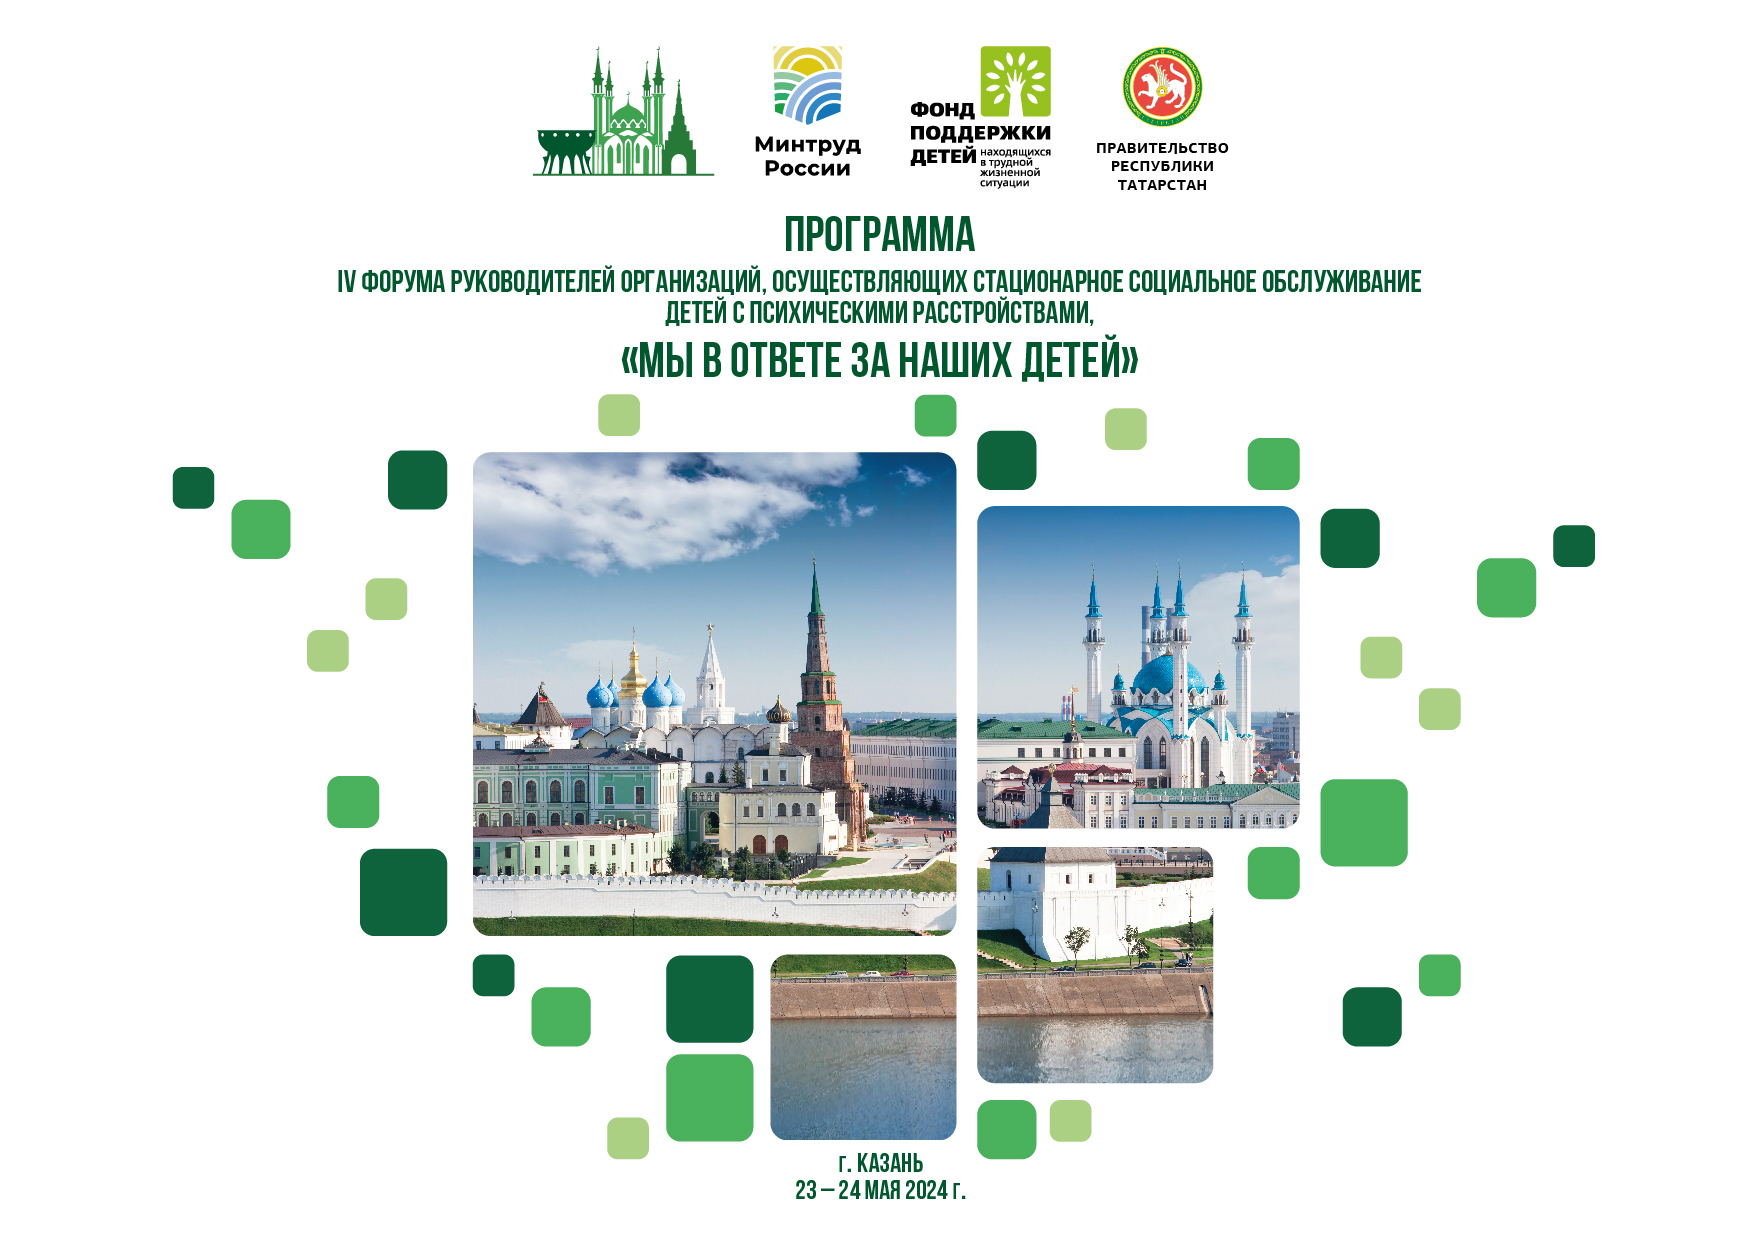 Минтруд
России
ФОНД
ПОДДЕРЖКИ
ДЕТЕЙ
находящихся
в трудной
жизненной
ситуации
ПРАВИТЕЛЬСТВО
РЕСПУБЛИКИ
ТАТАРСТАН
ПРОГРАММА
IV ФОРУМА РУКОВОДИТЕЛЕЙ ОРГАНИЗАЦИЙ, ОСУЩЕСТВЛЯЮЩИХ СТАЦИОНАРНОЕ СОЦИАЛЬНОЕ ОБСЛУЖИВАНИЕ
ДЕТЕЙ С ПСИХИЧЕСКИМИ РАССТРОЙСТВАМИ,
«МЫ В ОТВЕТЕ ЗА НАШИХ ДЕТЕЙ»
г. КАЗАНЬ
23 – 24 МАЯ 2024 г.